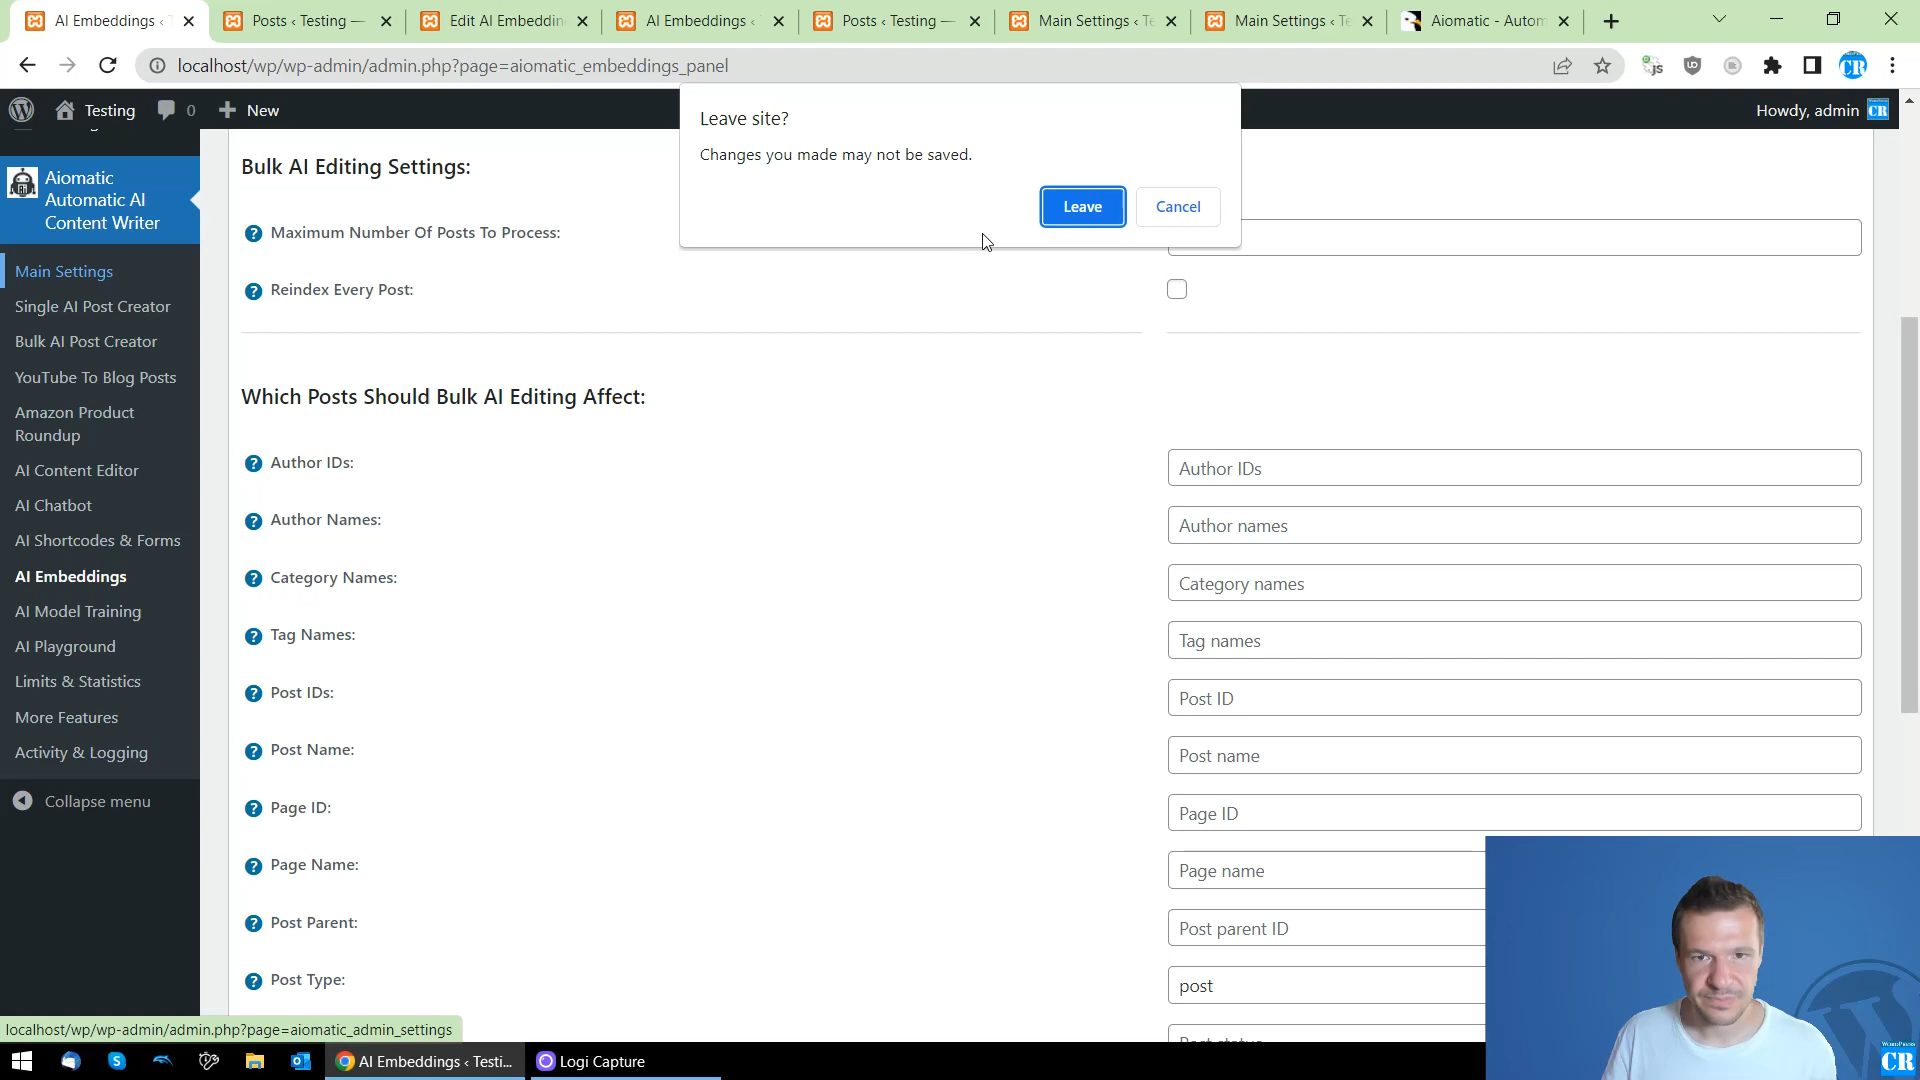 AI Embeddings ‹ T
Posts ‹ Testing —
Edit AI Embeddin
AI Embeddings ‹ T
Posts ‹ Testing —
Main Settings ‹ Te
Main Settings ‹ Te
Aiomatic - Autom
localhost/wp/wp-admin/admin.php?page=aiomatic_embeddings_panel
JS
CR
Testing
0
New
Howdy, admin
CR
Leave site?
Changes you made may not be saved.
Leave
Cancel
Aiomatic
Automatic AI
Content Writer
Main Settings
Single AI Post Creator
Bulk AI Post Creator
YouTube To Blog Posts
Amazon Product
Roundup
AI Content Editor
AI Chatbot
AI Shortcodes & Forms
AI Embeddings
AI Model Training
AI Playground
Limits & Statistics
More Features
Activity & Logging
Collapse menu
Bulk AI Editing Settings:
Maximum Number Of Posts To Process:
Reindex Every Post:
Which Posts Should Bulk AI Editing Affect:
Author IDs:
Author IDs
Author Names:
Author names
Category Names:
Category names
Tag Names:
Tag names
Post IDs:
Post ID
Post Name:
Post name
Page ID:
Page ID
Page Name:
Page name
Post Parent:
Post parent ID
Post Type:
post
Post status
localhost/wp/wp-admin/admin.php?page=aiomatic_admin_settings
AI Embeddings ‹ Testi...
Logi Capture
WORDPRESS
CR